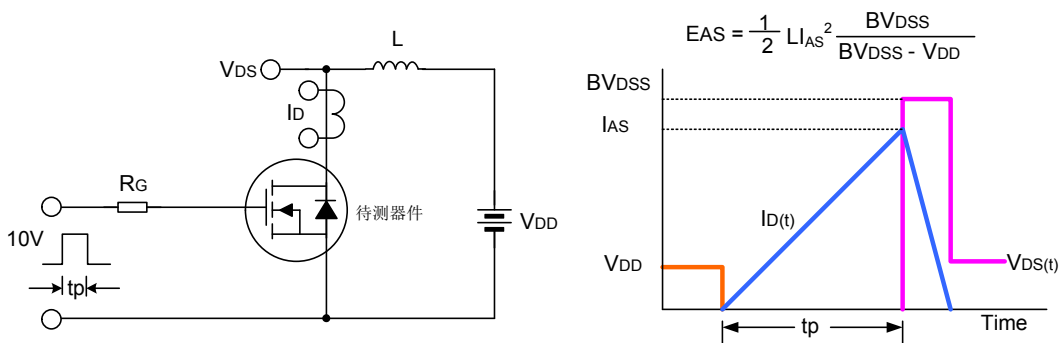 VDS
L
ID
RG
待测器件
VDD
10V
tp
EAS = 1/2 LIAS² BVDSS / BVDSS - VDD
BVDSS
IAS
ID(t)
VDD
VDS(t)
tp
Time